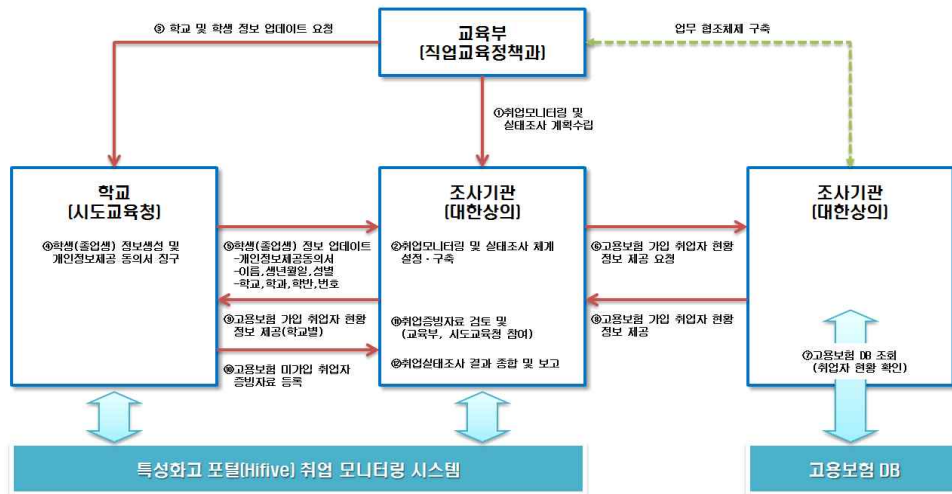 ③ 학교 및 학생 정보 업데이트 요청
교육부
(직업교육정책과)
업무 협조체제 구축
①취업모니터링 및
실태조사 계획수립
학교
(시도교육청)
④학생(졸업생) 정보생성 및
개인정보제공 동의서 징구
⑤학생(졸업생) 정보 업데이트
-개인정보제공동의서
-이름,생년월일,성별
-학교,학과,학반,번호
⑨고용보험 가입 취업자 현황
정보 제공(학교별)
⑩고용보험 미가입 취업자
증빙자료 등록
조사기관
(대한상의)
②취업모니터링 및 실태조사 체계
설정·구축
⑪취업증빙자료 검토 및
(교육부, 시도교육청 참여)
⑫취업실태조사 결과 종합 및 보고
⑥고용보험 가입 취업자 현황
정보 제공 요청
⑧고용보험 가입 취업자 현황
정보 제공
조사기관
(대한상의)
⑦고용보험 DB 조회
(취업자 현황 확인)
특성화고 포털(Hifive) 취업 모니터링 시스템
고용보험 DB